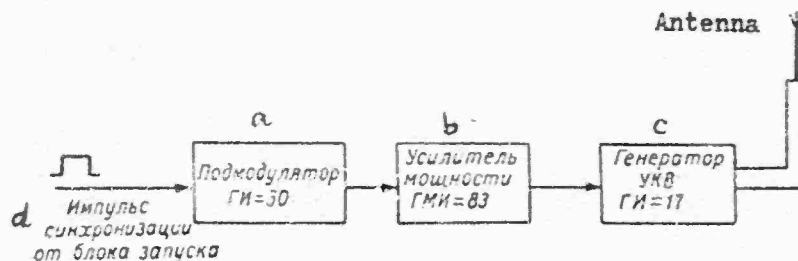 Antenna
a
b
c
Подмодулятор
ГИ=30
Усилитель
мощности
ГМИ=83
Генератор
УКВ
ГИ=17
d
Импульс
синхронизации
от блока запуска